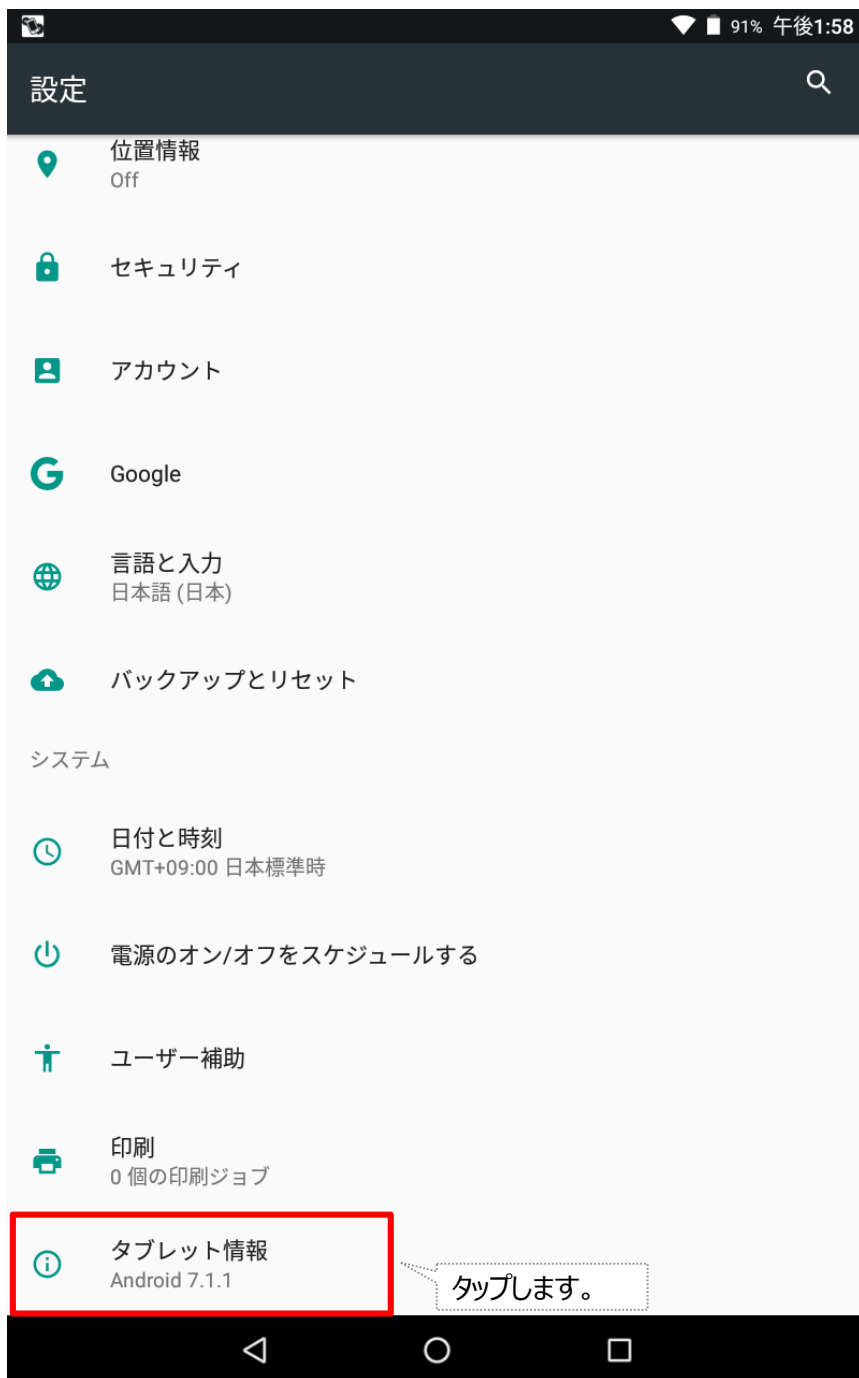 91% 午後1:58
設定
位置情報
Off
セキュリティ
アカウント
Google
言語と入力
日本語 (日本)
バックアップとリセット
システム
日付と時刻
GMT+09:00 日本標準時
電源のオン/オフをスケジュールする
ユーザー補助
印刷
0 個の印刷ジョブ
タブレット情報
Android 7.1.1
タップします。